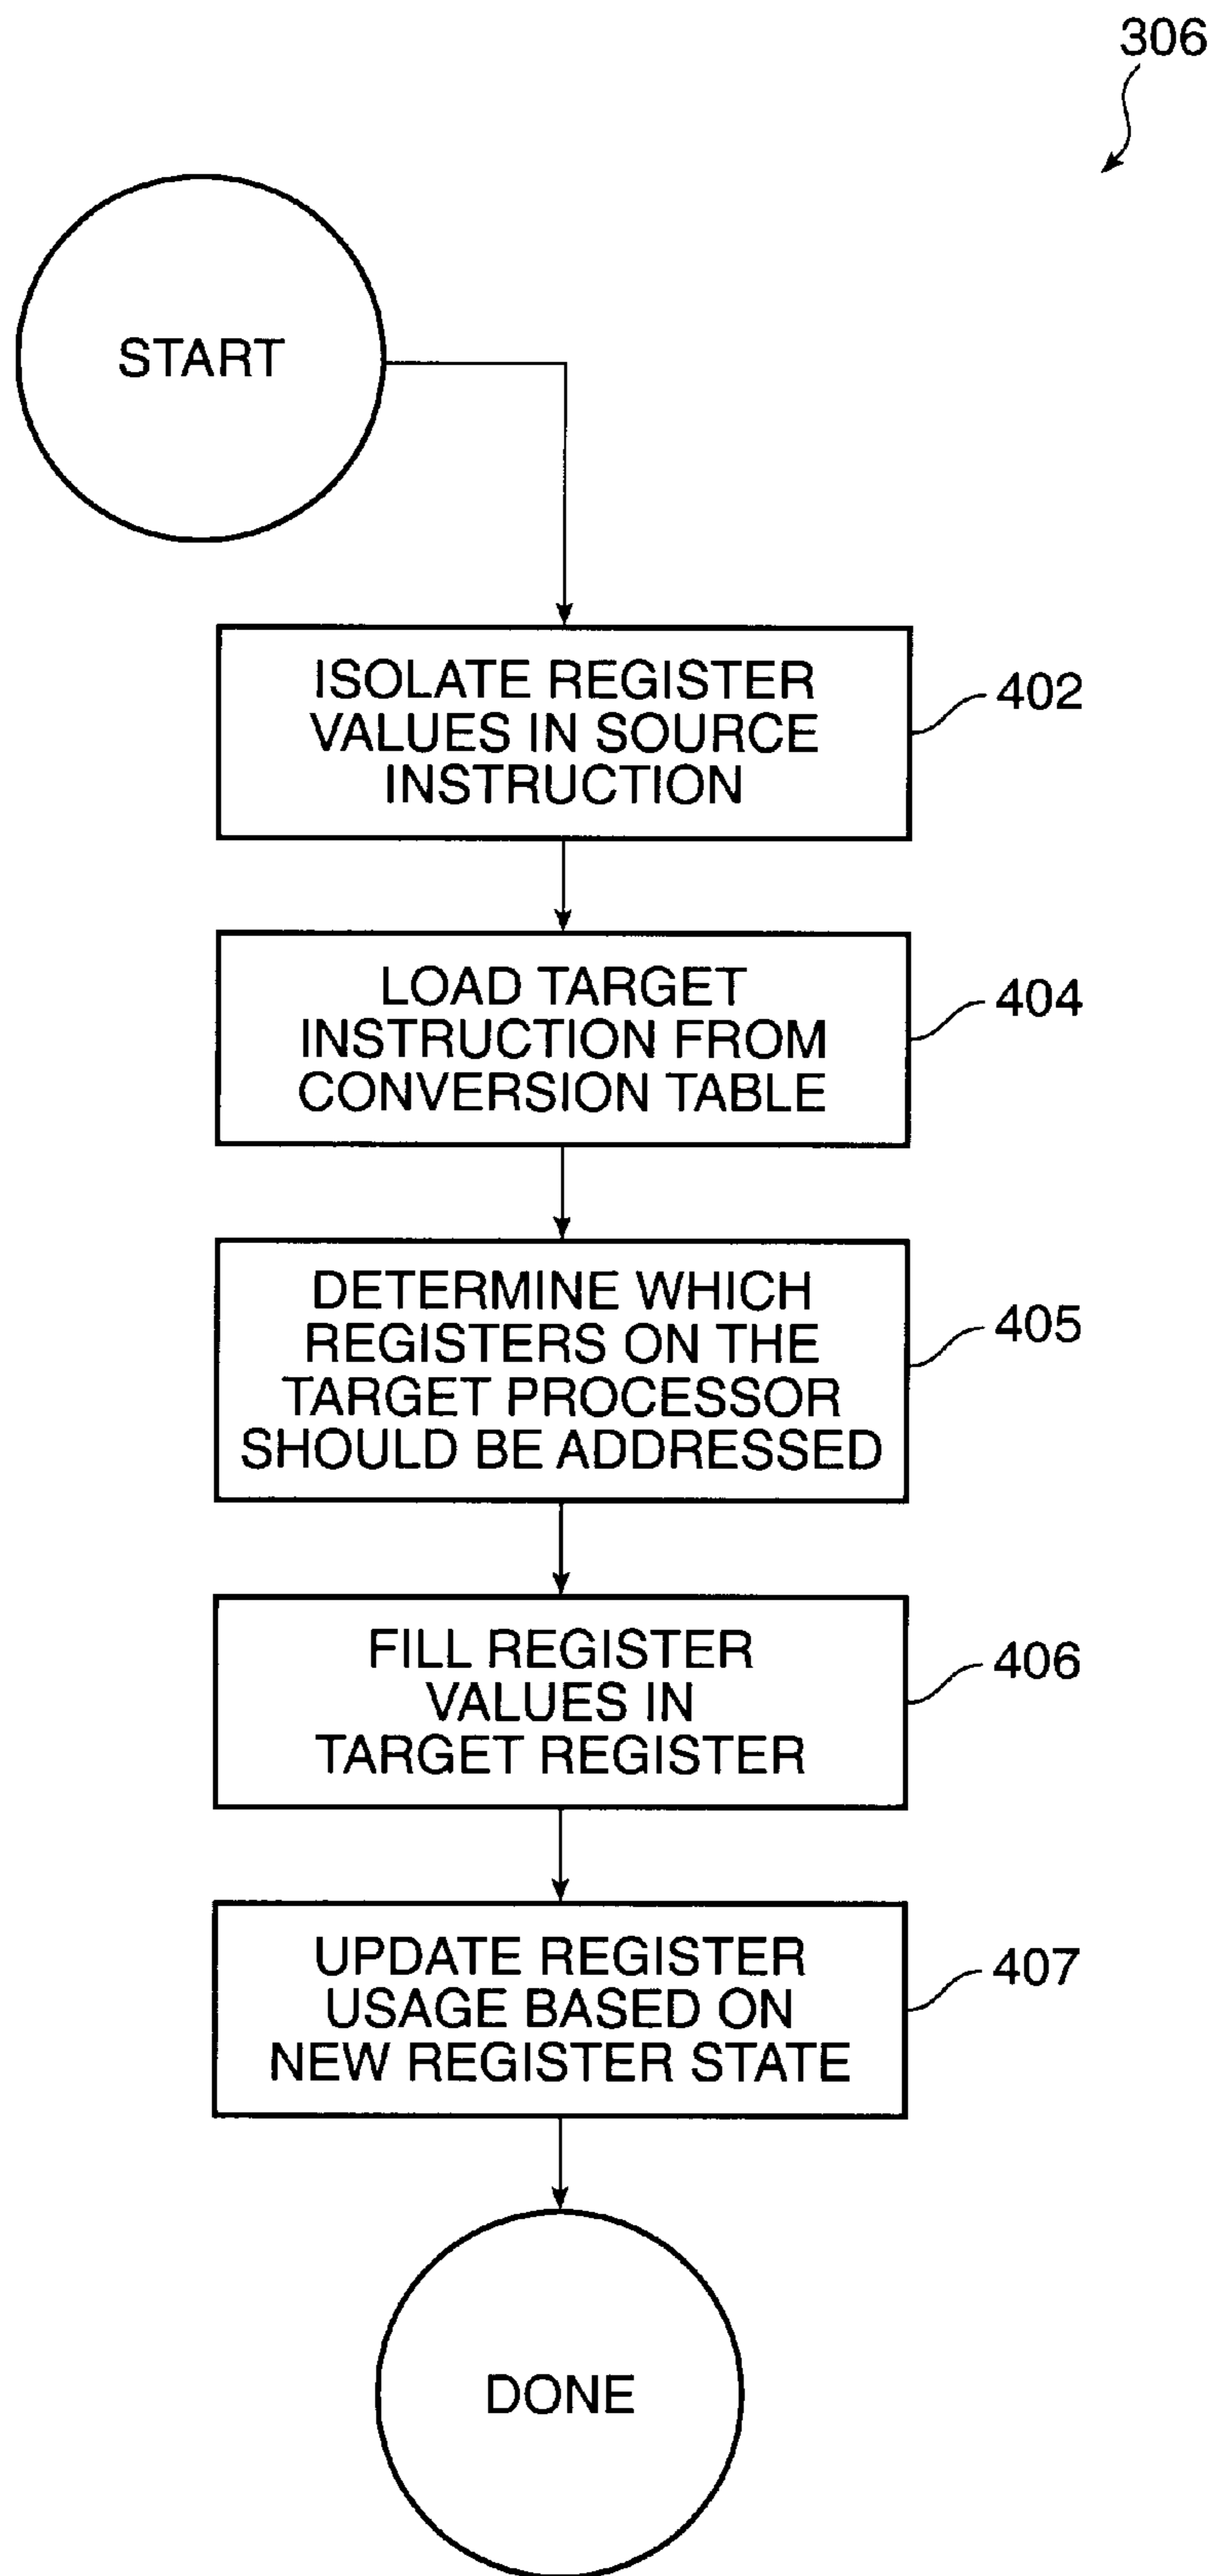 306
START
ISOLATE REGISTER
VALUES IN SOURCE
INSTRUCTION
402
LOAD TARGET
INSTRUCTION FROM
CONVERSION TABLE
404
DETERMINE WHICH
REGISTERS ON THE
TARGET PROCESSOR
SHOULD BE ADDRESSED
405
FILL REGISTER
VALUES IN
TARGET REGISTER
406
UPDATE REGISTER
USAGE BASED ON
NEW REGISTER STATE
407
DONE